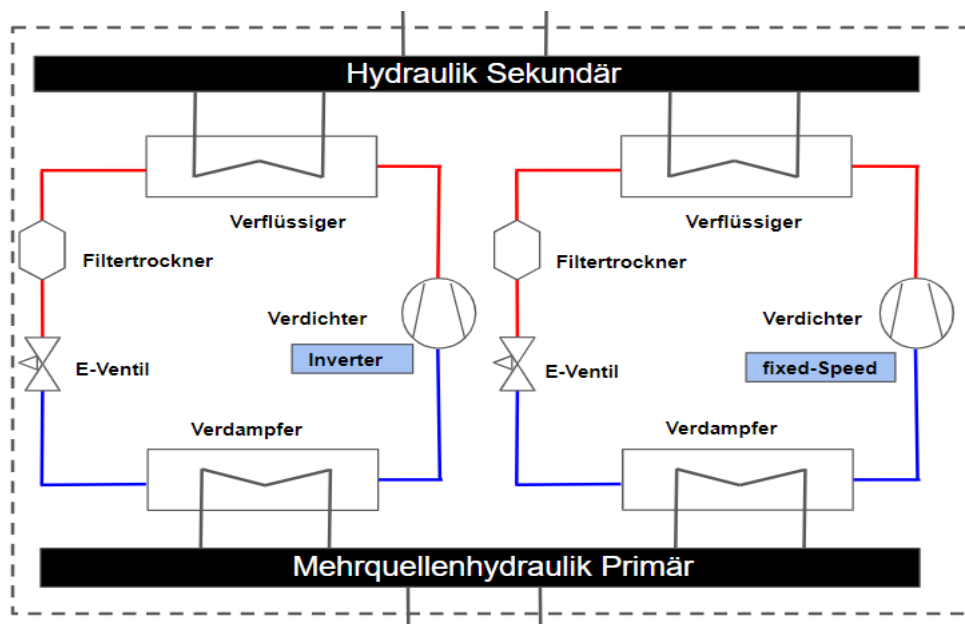 Hydraulik Sekundär
Verflüssiger
Verflüssiger
Filtertrockner
Filtertrockner
Verdichter
Verdichter
Inverter
fixed-Speed
E-Ventil
E-Ventil
Verdampfer
Verdampfer
Mehrquellenhydraulik Primär